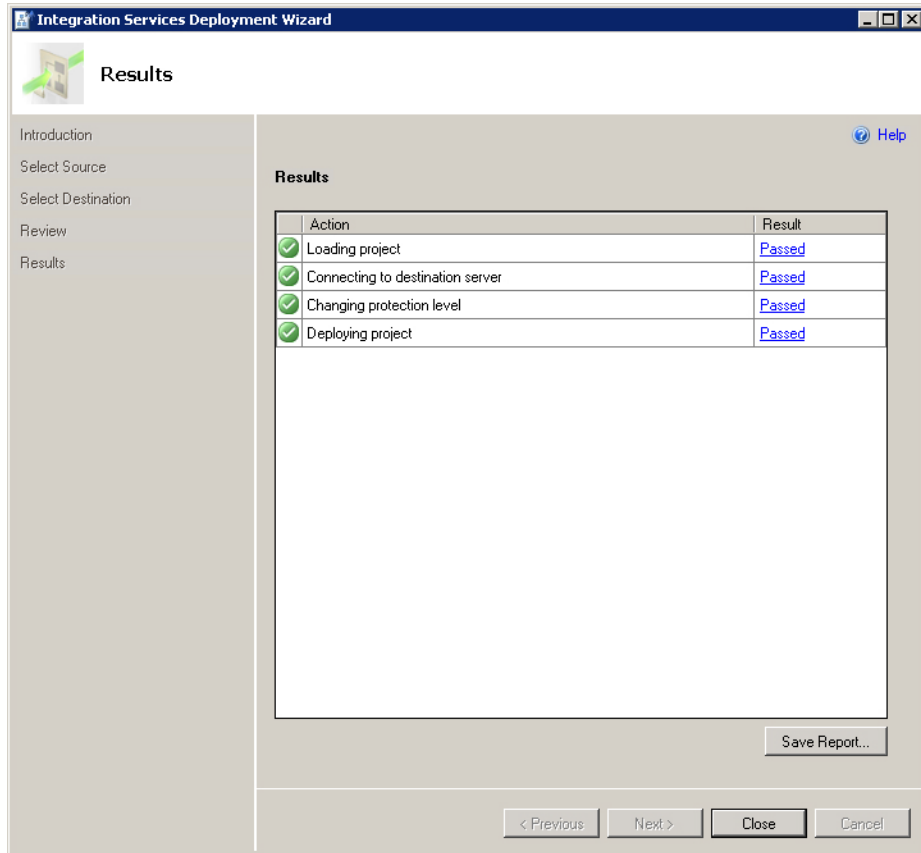 Integration Services Deployment Wizard
Results
Introduction
Select Source
Select Destination
Review
Results
Help
Results
Action Result
Loading project Passed
Connecting to destination server Passed
Changing protection level Passed
Deploying project Passed
Save Report...
< Previous Next > Close Cancel